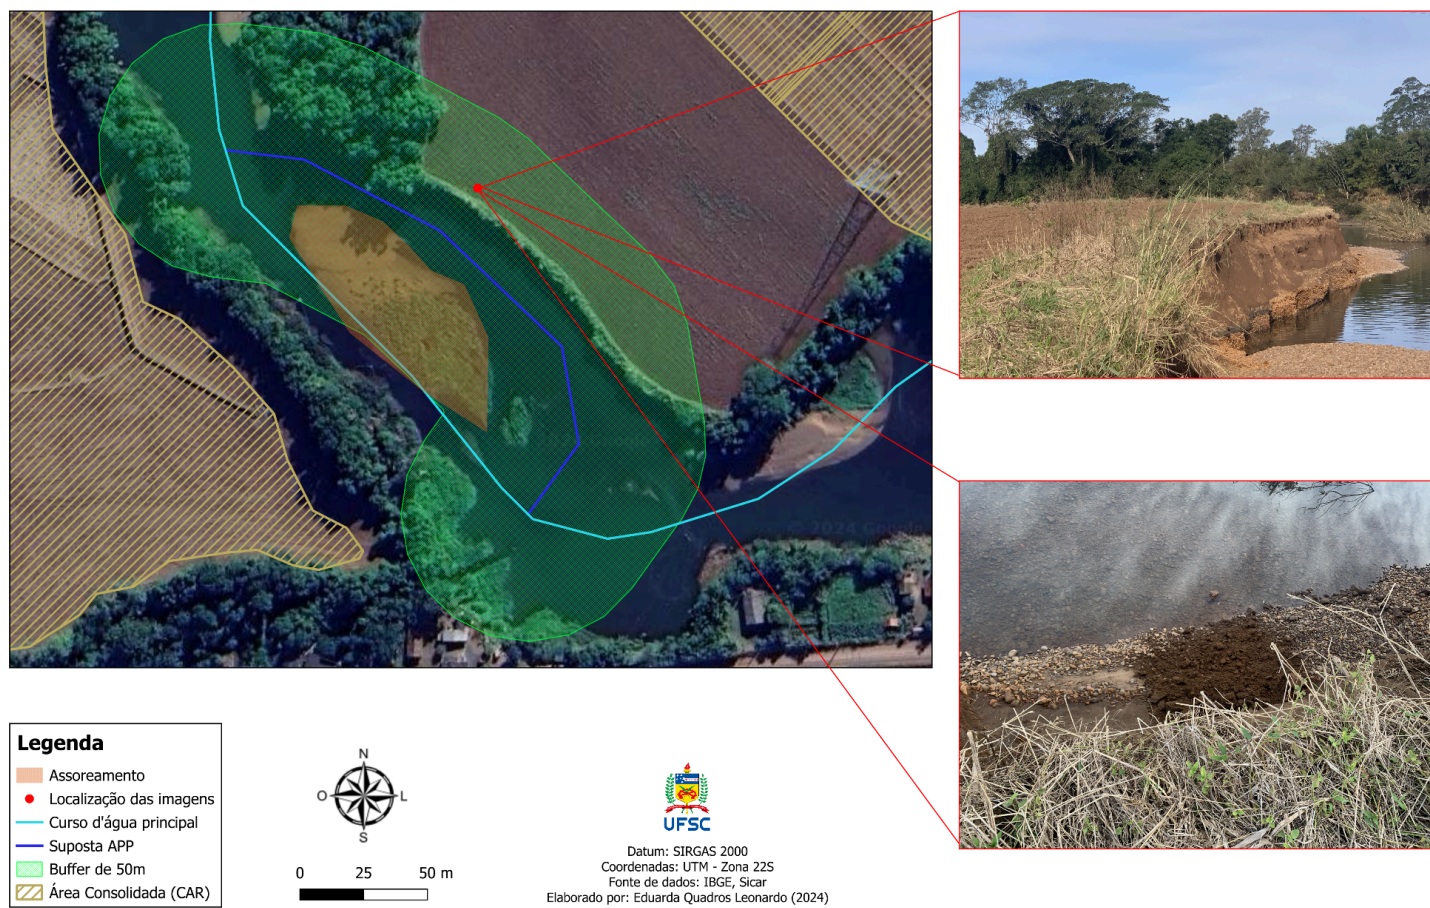 © 2024 Google
Legenda
Assoreamento
Localização das imagens
Curso d'água principal
Suposta APP
Buffer de 50m
Área Consolidada (CAR)
N
O
L
S
0 25 50 m
UFSC
Datum: SIRGAS 2000
Coordenadas: UTM - Zona 22S
Fonte de dados: IBGE, Sicar
Elaborado por: Eduarda Quadros Leonardo (2024)